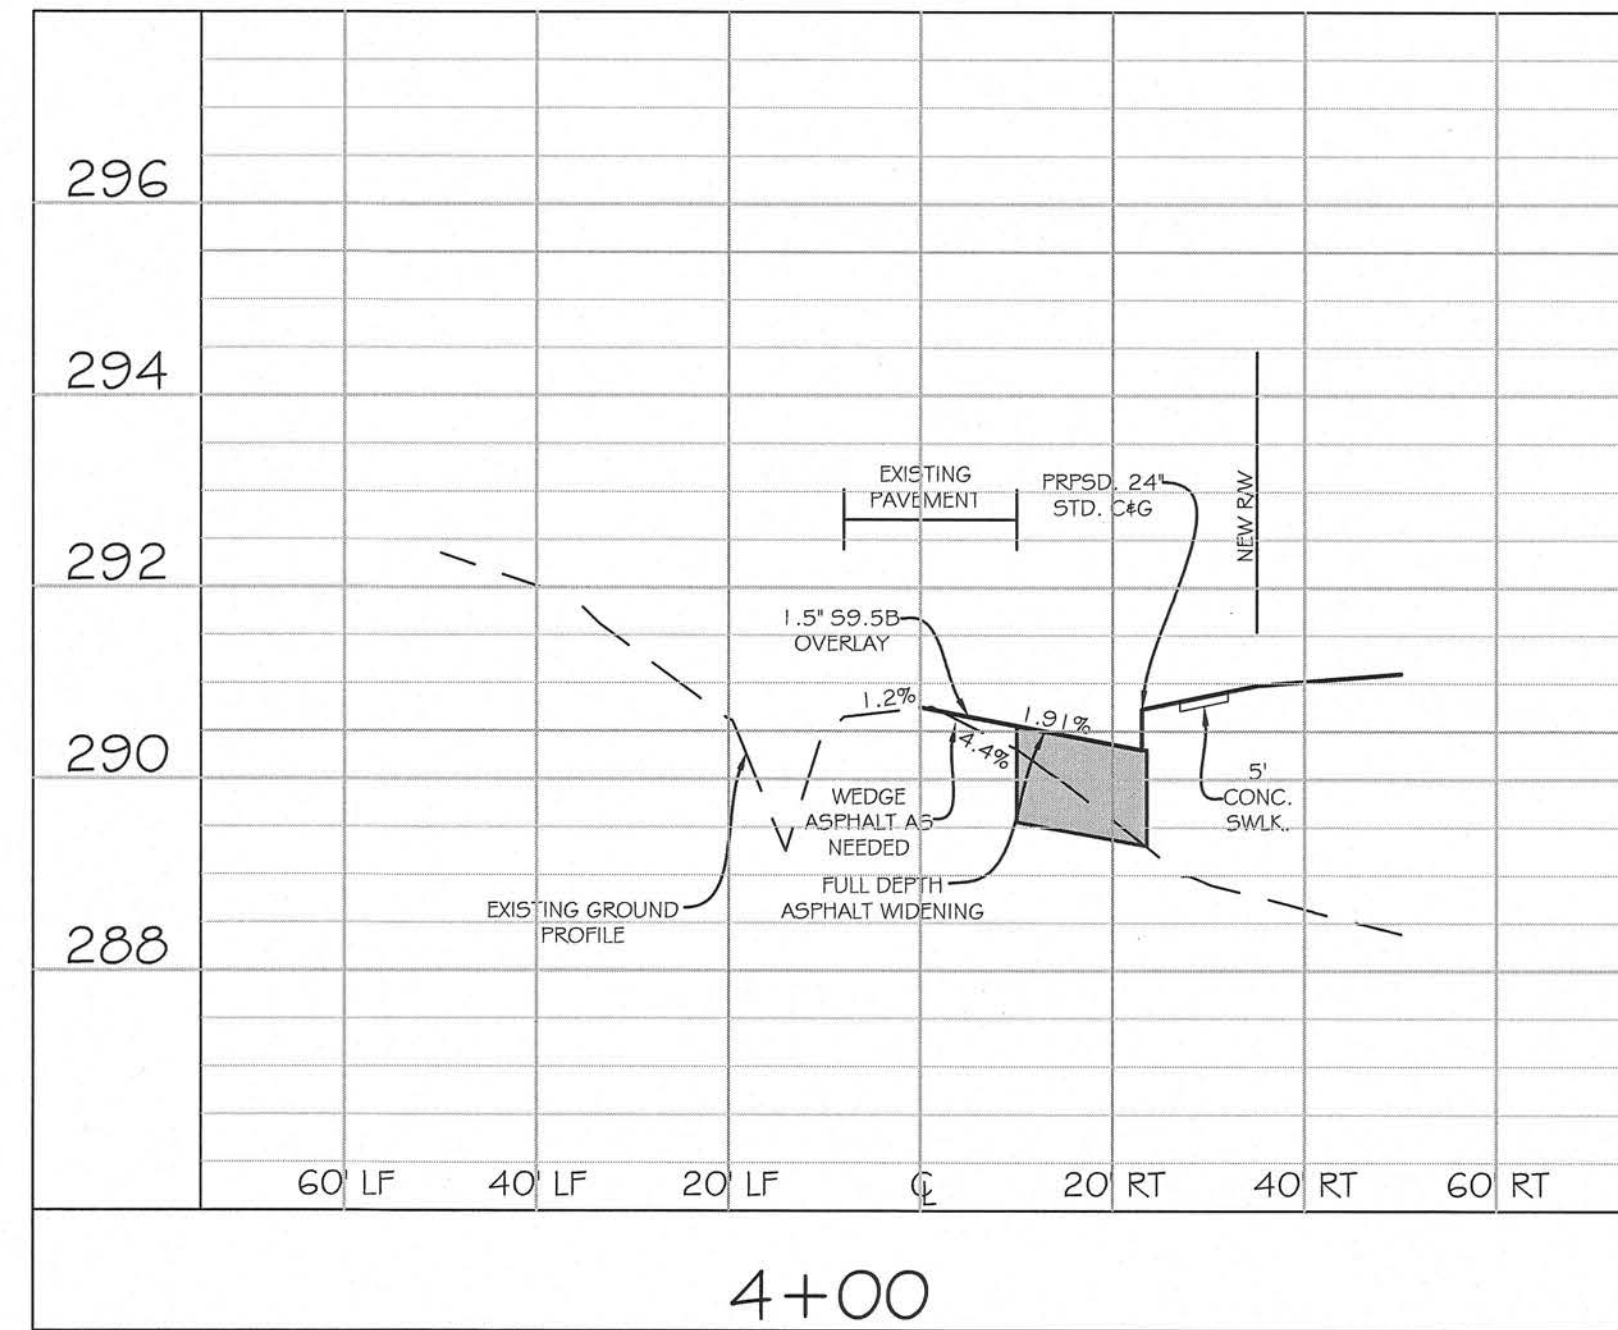 296
294
292
290
288
EXISTING
PAVEMENT
PRPSD. 24"
STD. C&G
NEW R/W
1.5" S9.5B
OVERLAY
1.2%
1.91%
4.4%
WEDGE
ASPHALT AS
NEEDED
5'
CONC.
SWLK.
FULL DEPTH
ASPHALT WIDENING
EXISTING GROUND
PROFILE
60' LF
40' LF
20' LF
℄
20' RT
40' RT
60' RT
4+00